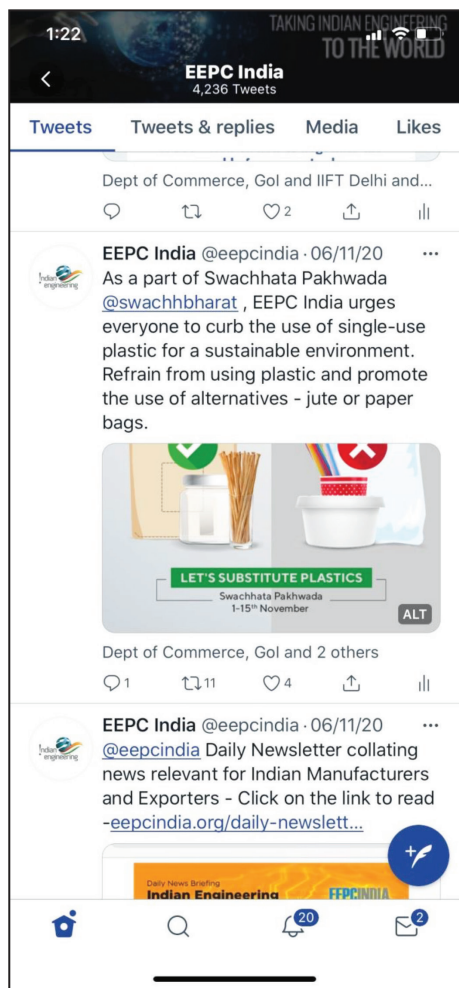 TAKING INDIAN ENGINEERING
TO THE WORLD
1:22
EEPC India
4,236 Tweets
Tweets
Tweets & replies
Media
Likes
Dept of Commerce, GoI and IIFT Delhi and...
2
EEPC India @eepcindia · 06/11/20
Indian
engineering
As a part of Swachhata Pakhwada
@swachhbharat , EEPC India urges
everyone to curb the use of single-use
plastic for a sustainable environment.
Refrain from using plastic and promote
the use of alternatives - jute or paper
bags.
LET'S SUBSTITUTE PLASTICS
Swachhata Pakhwada
1-15th November
ALT
Dept of Commerce, GoI and 2 others
1 11 4
EEPC India @eepcindia · 06/11/20
Indian
engineering
@eepcindia Daily Newsletter collating
news relevant for Indian Manufacturers
and Exporters - Click on the link to read
-eepcindia.org/daily-newslett...
Daily News Briefing
Indian Engineering
EEPCINDIA
20
2